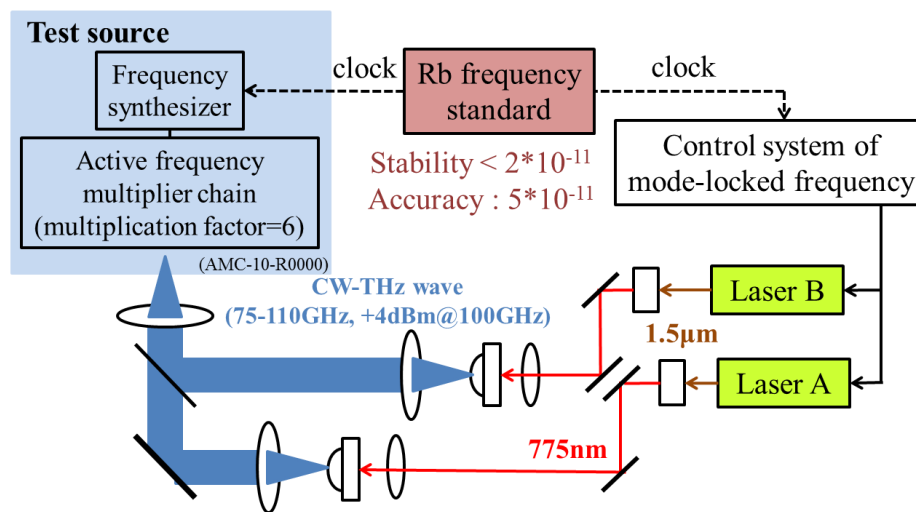 Test source
Frequency
synthesizer
clock
Rb frequency
standard
clock
Active frequency
multiplier chain
(multiplication factor=6)
(AMC-10-R0000)
Stability < 2*10⁻¹¹
Accuracy : 5*10⁻¹¹
Control system of
mode-locked frequency
CW-THz wave
(75-110GHz, +4dBm@100GHz)
Laser B
1.5μm
Laser A
775nm